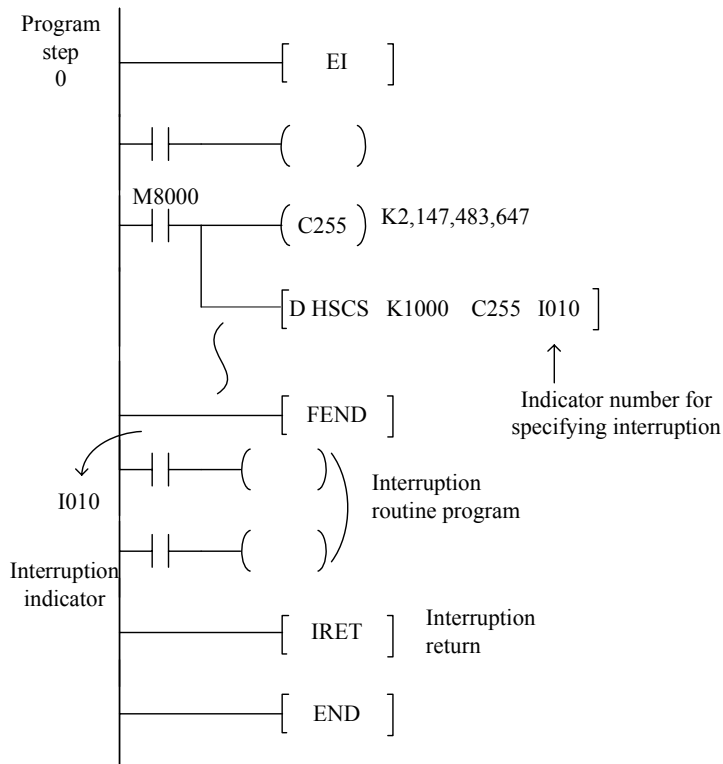 Program
step
0
EI
M8000
C255 K2,147,483,647
D HSCS K1000 C255 I010
Indicator number for
specifying interruption
FEND
I010
Interruption
routine program
Interruption
indicator
IRET
Interruption
return
END